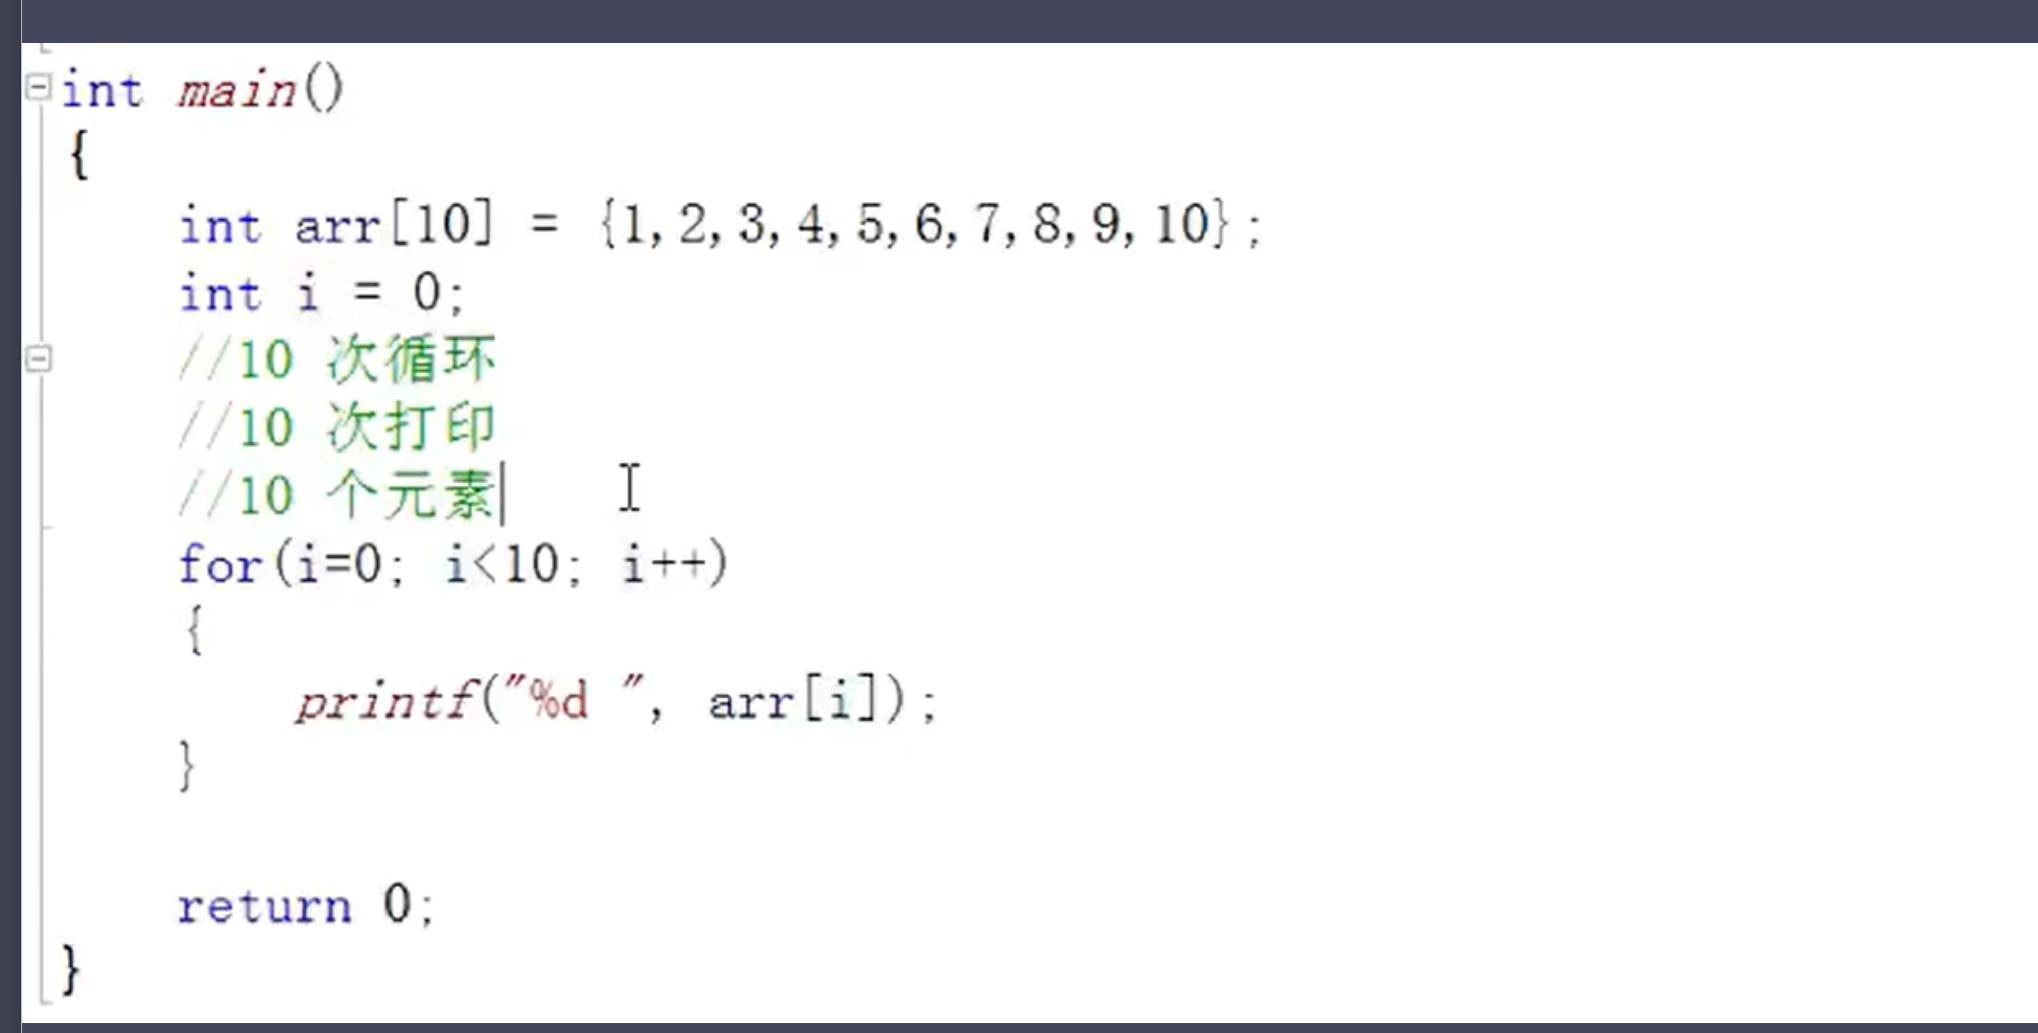 int main()
{
    int arr[10] = {1,2,3,4,5,6,7,8,9,10};
    int i = 0;
    //10 次循环
    //10 次打印
    //10 个元素
    for(i=0; i<10; i++)
    {
        printf("%d ", arr[i]);
    }

    return 0;
}